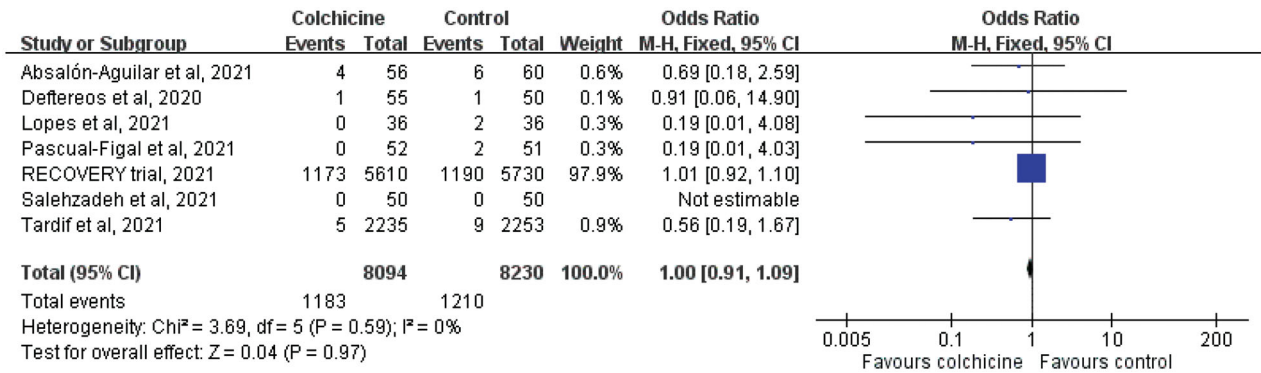 Colchicine Control Odds Ratio Odds Ratio
Study or Subgroup Events Total Events Total Weight M-H, Fixed, 95% CI M-H, Fixed, 95% CI
Absalón-Aguilar et al, 2021 4 56 6 60 0.6% 0.69 [0.18, 2.59]
Deftereos et al, 2020 1 55 1 50 0.1% 0.91 [0.06, 14.90]
Lopes et al, 2021 0 36 2 36 0.3% 0.19 [0.01, 4.08]
Pascual-Figal et al, 2021 0 52 2 51 0.3% 0.19 [0.01, 4.03]
RECOVERY trial, 2021 1173 5610 1190 5730 97.9% 1.01 [0.92, 1.10]
Salehzadeh et al, 2021 0 50 0 50 Not estimable
Tardif et al, 2021 5 2235 9 2253 0.9% 0.56 [0.19, 1.67]
Total (95% CI) 8094 8230 100.0% 1.00 [0.91, 1.09]
Total events 1183 1210
Heterogeneity: Chi² = 3.69, df = 5 (P = 0.59); I² = 0%
Test for overall effect: Z = 0.04 (P = 0.97)
0.005 0.1 1 10 200
Favours colchicine Favours control